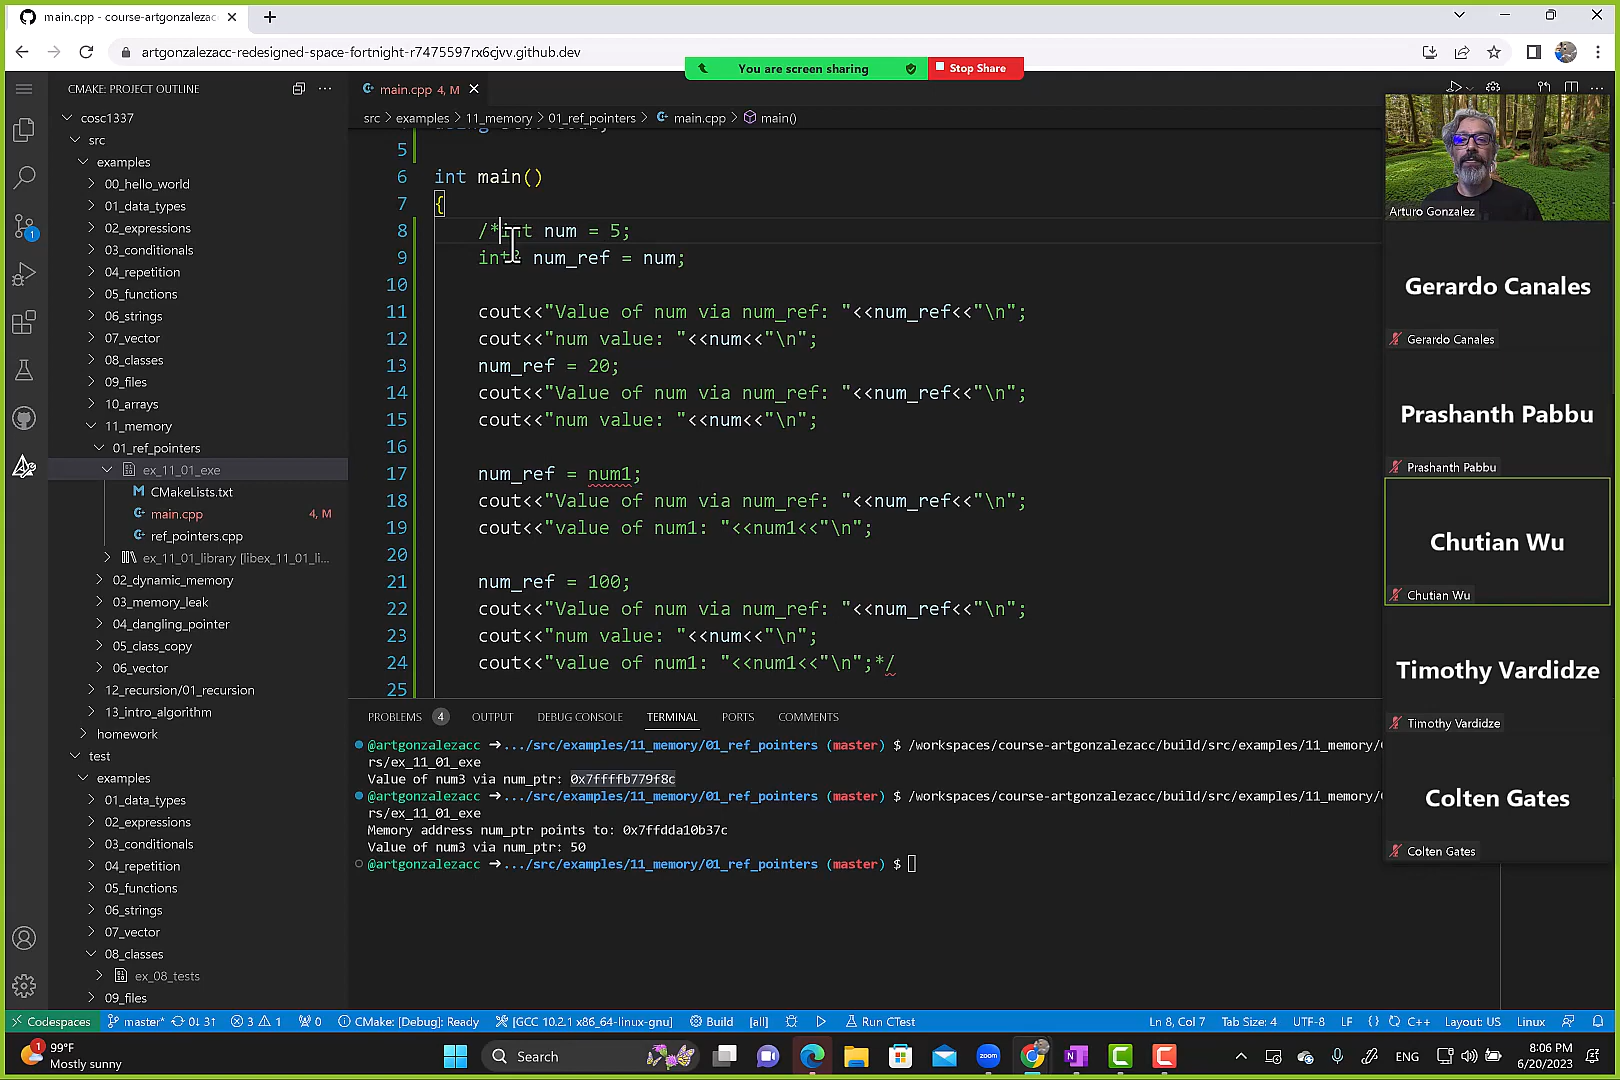 main.cpp - course-artgonzalezacc
artgonzalezacc-redesigned-space-fortnight-r7475597rx6cjvv.github.dev
You are screen sharing
Stop Share
CMAKE: PROJECT OUTLINE
main.cpp 4, M
src > examples > 11_memory > 01_ref_pointers > main.cpp > main()
cosc1337
src
examples
00_hello_world
01_data_types
02_expressions
03_conditionals
04_repetition
05_functions
06_strings
07_vector
08_classes
09_files
10_arrays
11_memory
01_ref_pointers
ex_11_01_exe
CMakeLists.txt
main.cpp 4, M
ref_pointers.cpp
ex_11_01_library [libex_11_01_li...
02_dynamic_memory
03_memory_leak
04_dangling_pointer
05_class_copy
06_vector
12_recursion/01_recursion
13_intro_algorithm
homework
test
examples
01_data_types
02_expressions
03_conditionals
04_repetition
05_functions
06_strings
07_vector
08_classes
ex_08_tests
09_files
5
6 int main()
7 {
8 /*int num = 5;
9 int& num_ref = num;
10
11 cout<<"Value of num via num_ref: "<<num_ref<<"\n";
12 cout<<"num value: "<<num<<"\n";
13 num_ref = 20;
14 cout<<"Value of num via num_ref: "<<num_ref<<"\n";
15 cout<<"num value: "<<num<<"\n";
16
17 num_ref = num1;
18 cout<<"Value of num via num_ref: "<<num_ref<<"\n";
19 cout<<"value of num1: "<<num1<<"\n";
20
21 num_ref = 100;
22 cout<<"Value of num via num_ref: "<<num_ref<<"\n";
23 cout<<"num value: "<<num<<"\n";
24 cout<<"value of num1: "<<num1<<"\n";*/
25
PROBLEMS 4 OUTPUT DEBUG CONSOLE TERMINAL PORTS COMMENTS
@artgonzalezacc ➜.../src/examples/11_memory/01_ref_pointers (master) $ /workspaces/course-artgonzalezacc/build/src/examples/11_memory/
rs/ex_11_01_exe
Value of num3 via num_ptr: 0x7ffffb779f8c
@artgonzalezacc ➜.../src/examples/11_memory/01_ref_pointers (master) $ /workspaces/course-artgonzalezacc/build/src/examples/11_memory/
rs/ex_11_01_exe
Memory address num_ptr points to: 0x7ffdda10b37c
Value of num3 via num_ptr: 50
@artgonzalezacc ➜.../src/examples/11_memory/01_ref_pointers (master) $
Arturo Gonzalez
Gerardo Canales
Gerardo Canales
Prashanth Pabbu
Prashanth Pabbu
Chutian Wu
Chutian Wu
Timothy Vardidze
Timothy Vardidze
Colten Gates
Colten Gates
1
Codespaces master* 0↓ 3↑ 3 1 0 CMake: [Debug]: Ready [GCC 10.2.1 x86_64-linux-gnu] Build [all] Run CTest Ln 8, Col 7 Tab Size: 4 UTF-8 LF {} C++ Layout: US Linux
1
99°F
Mostly sunny
Search
zoom
ENG
8:06 PM
6/20/2023